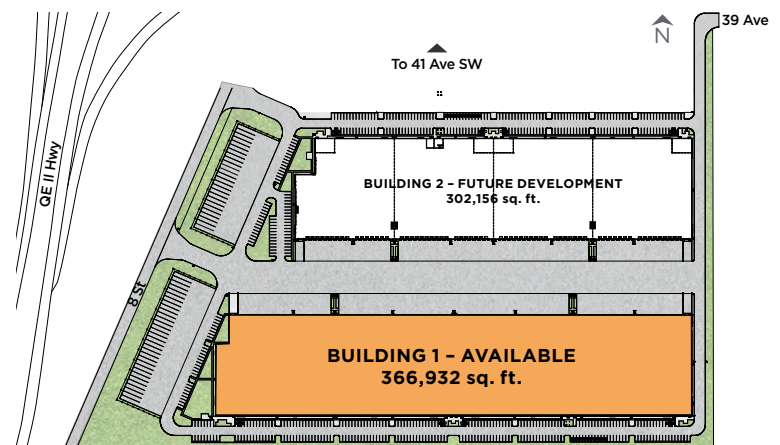 39 Ave
N
To 41 Ave SW
QE II Hwy
BUILDING 2 – FUTURE DEVELOPMENT
302,156 sq. ft.
8 St
BUILDING 1 – AVAILABLE
366,932 sq. ft.